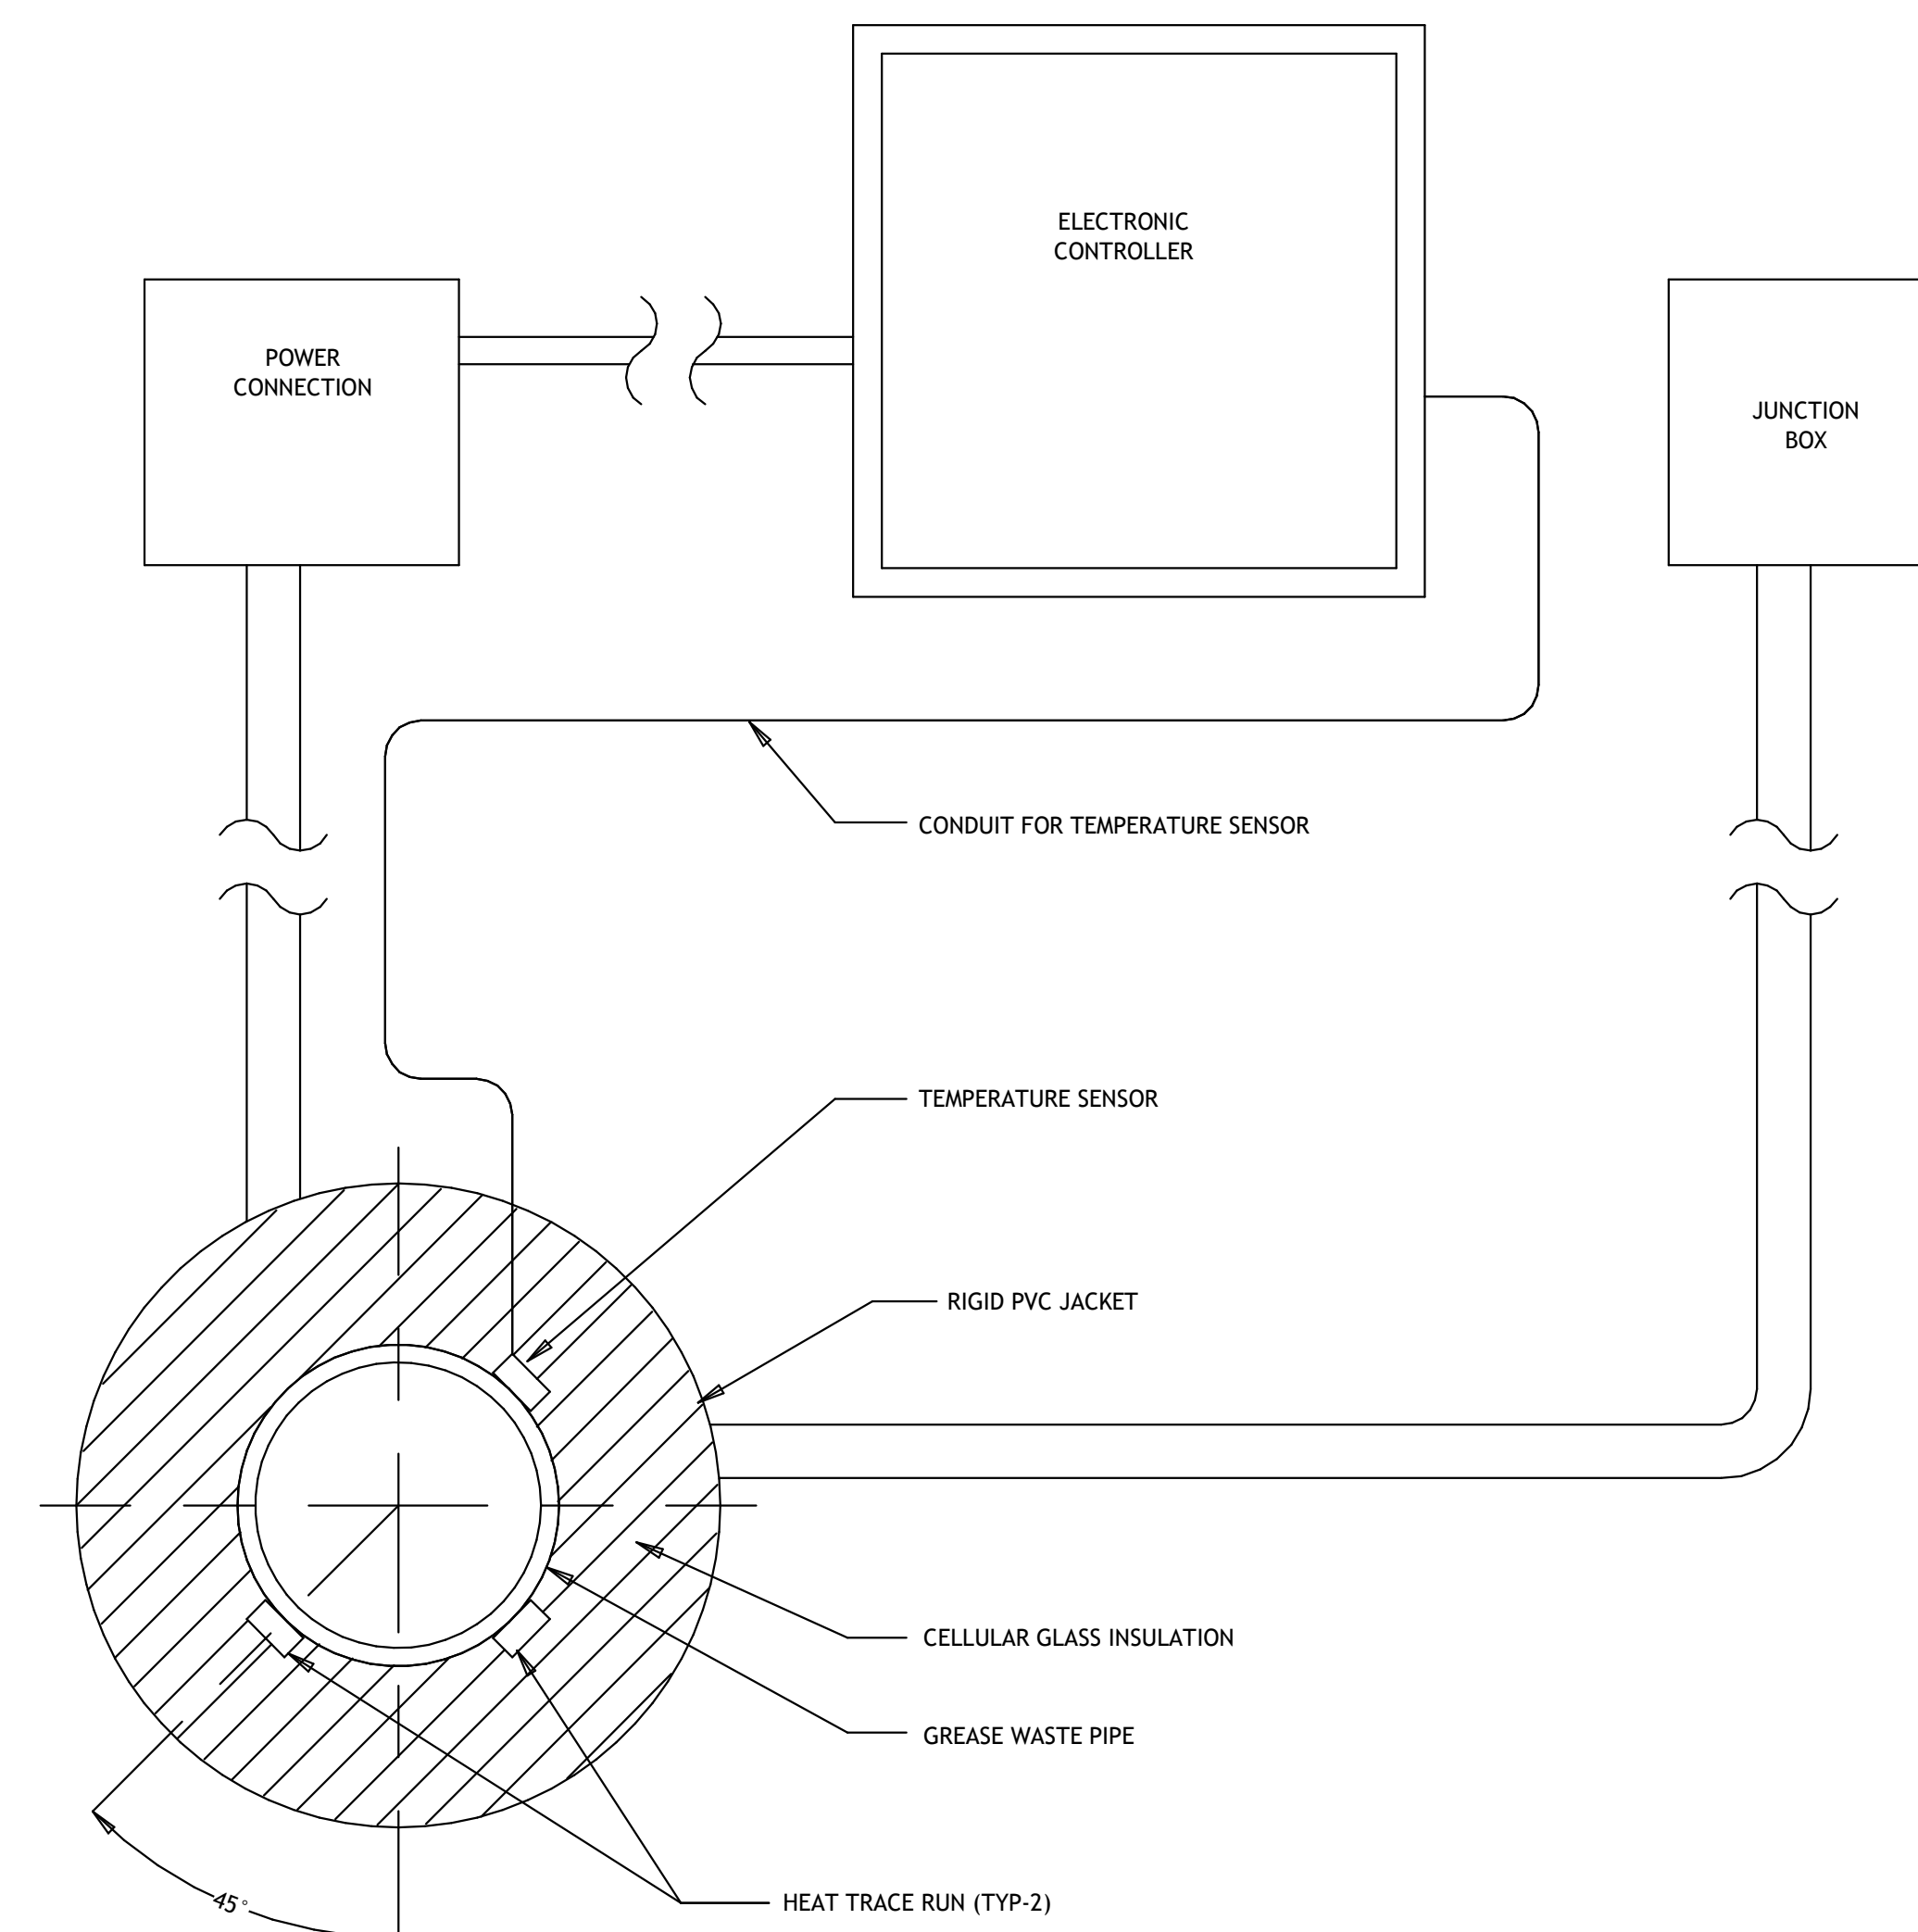 ELECTRONIC
CONTROLLER
POWER
CONNECTION
JUNCTION
BOX
CONDUIT FOR TEMPERATURE SENSOR
TEMPERATURE SENSOR
RIGID PVC JACKET
CELLULAR GLASS INSULATION
GREASE WASTE PIPE
HEAT TRACE RUN (TYP-2)
45°